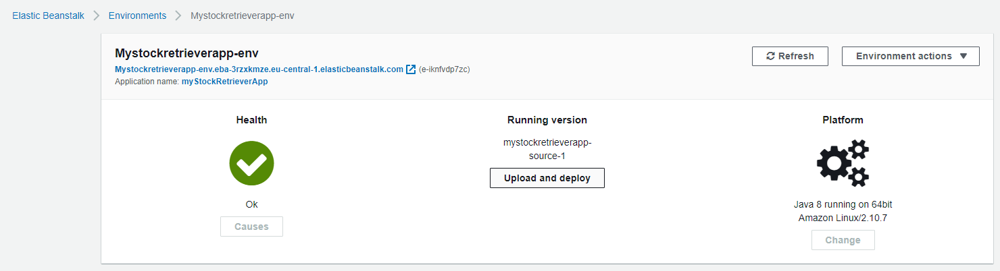 Elastic Beanstalk > Environments > Mystockretrieverapp-env
Mystockretrieverapp-env
Refresh
Environment actions
Mystockretrieverapp-env.eba-3rzxkmze.eu-central-1.elasticbeanstalk.com (e-iknfvdp7zc)
Application name: myStockRetrieverApp
Health
Ok
Causes
Running version
mystockretrieverapp-
source-1
Upload and deploy
Platform
Java 8 running on 64bit
Amazon Linux/2.10.7
Change